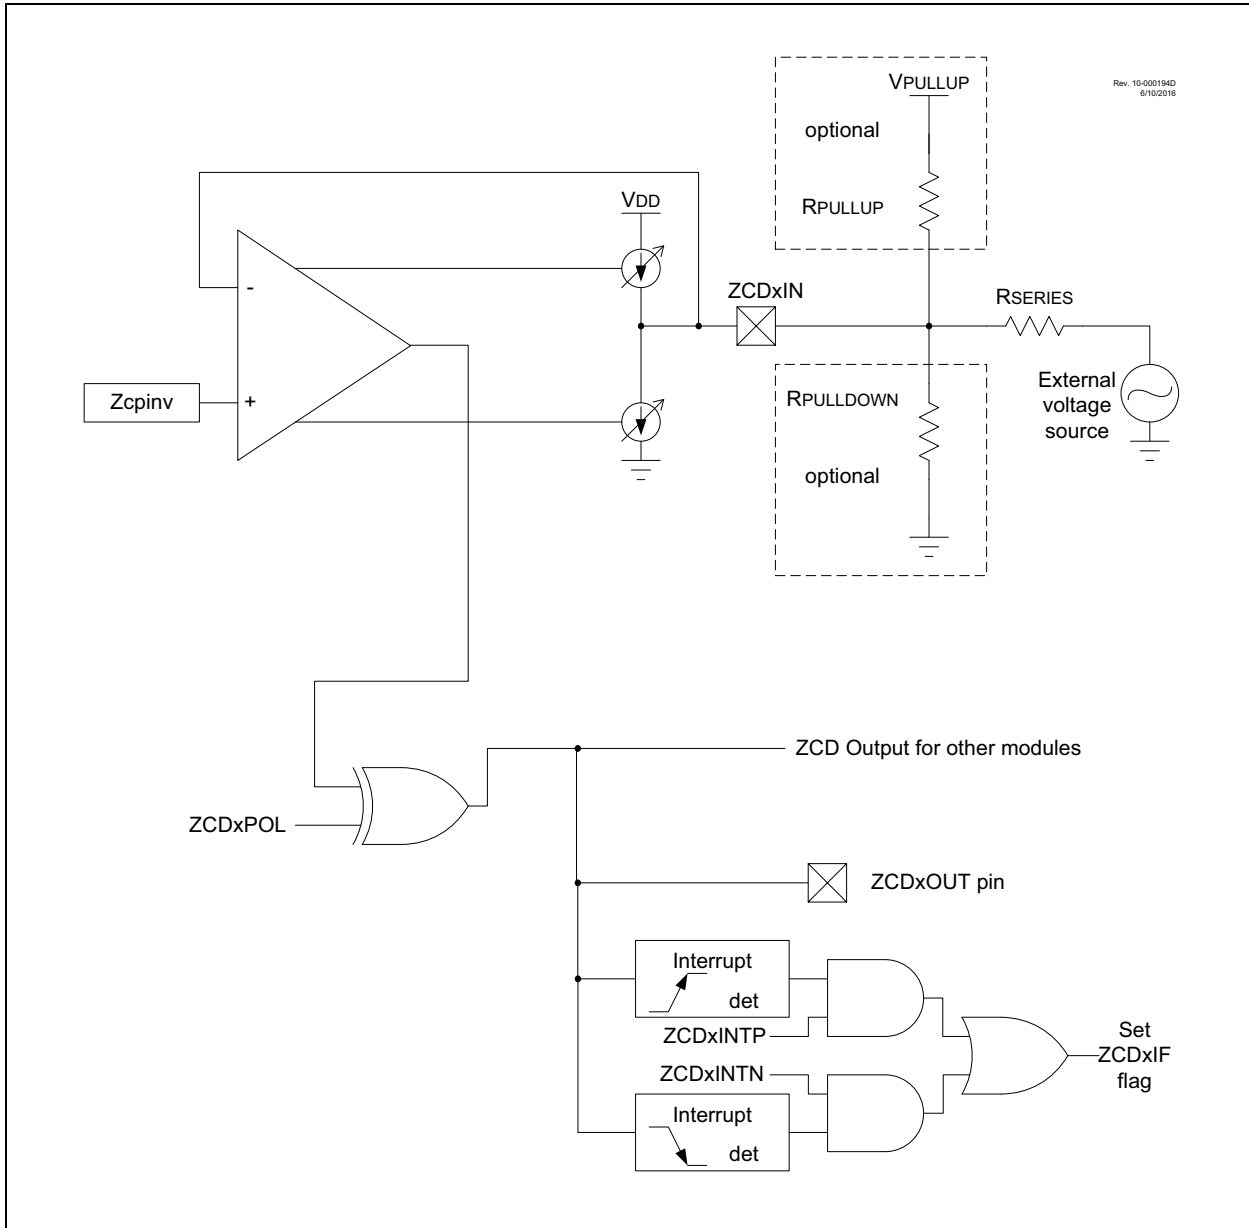 VPULLUP
Rev. 10-000194D
6/10/2016
optional
RPULLUP
VDD
ZCDxIN
RSERIES
-
+
Zcpinv
RPULLDOWN
optional
External
voltage
source
ZCD Output for other modules
ZCDxPOL
ZCDxOUT pin
Interrupt
det
ZCDxINTP
ZCDxINTN
Interrupt
det
Set
ZCDxIF
flag